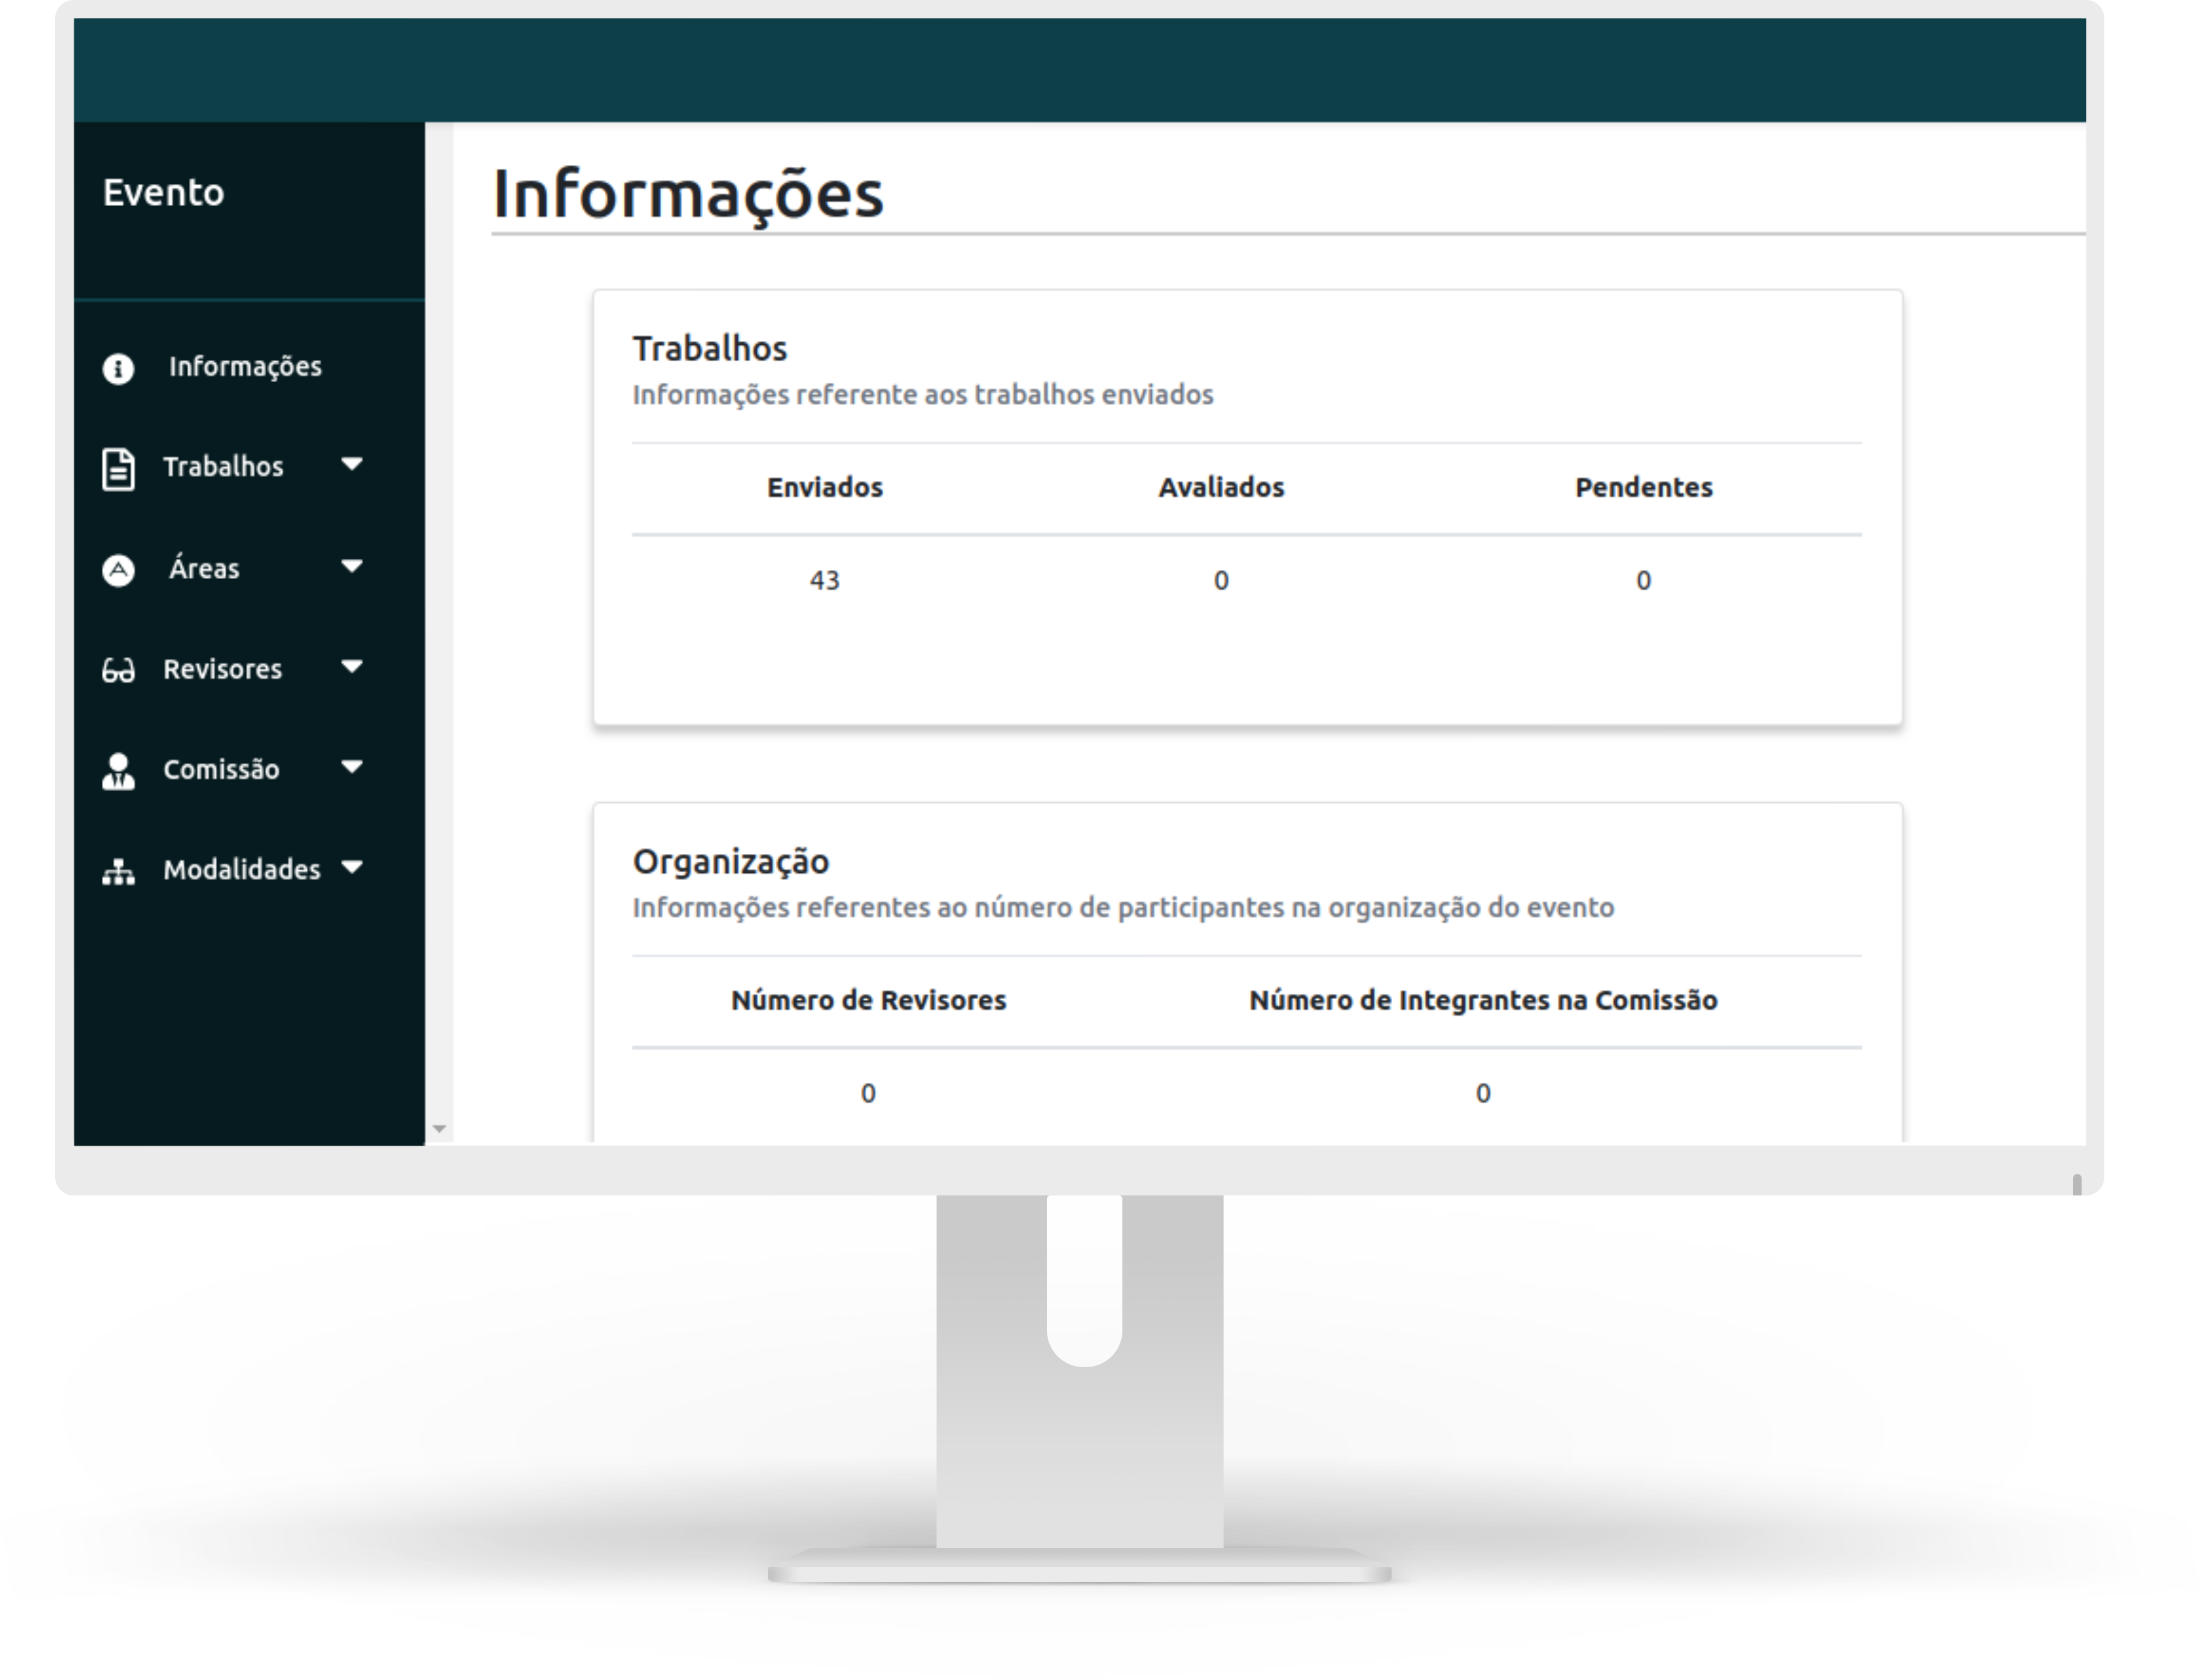 Evento
Informações
Trabalhos
Áreas
Revisores
Comissão
Modalidades
Informações
Trabalhos
Informações referente aos trabalhos enviados
Enviados Avaliados Pendentes
43 0 0
Organização
Informações referentes ao número de participantes na organização do evento
Número de Revisores Número de Integrantes na Comissão
0 0